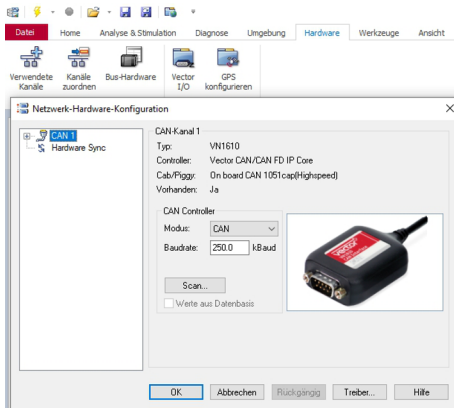 Datei Home Analyse & Stimulation Diagnose Umgebung Hardware Werkzeuge Ansicht
Verwendete Kanäle Bus-Hardware Vector GPS
Kanäle zuordnen I/O konfigurieren
Netzwerk-Hardware-Konfiguration
CAN 1
Hardware Sync
CAN-Kanal 1
Typ: VN1610
Controller: Vector CAN/CAN FD IP Core
Cab/Piggy: On board CAN 1051cap(Highspeed)
Vorhanden: Ja
CAN Controller
Modus: CAN
Baudrate: 250.0 kBaud
Scan...
Werte aus Datenbasis
OK Abbrechen Rückgängig Treiber... Hilfe